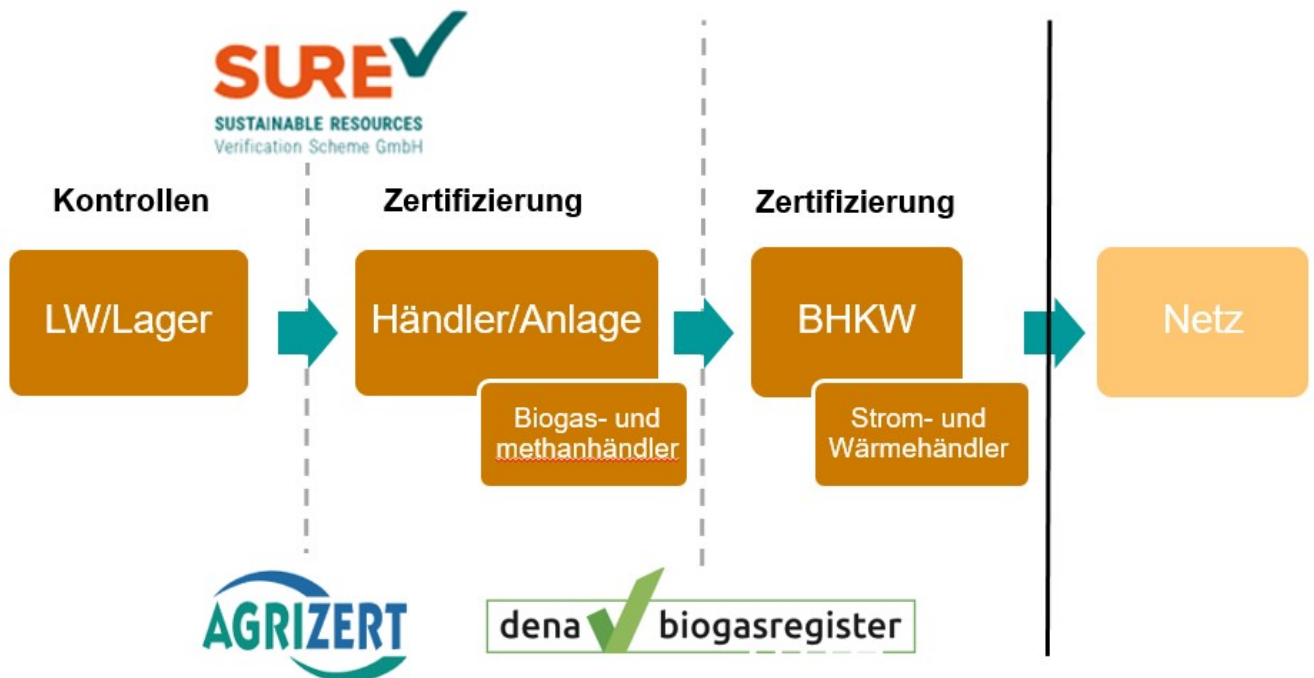 SURE
SUSTAINABLE RESOURCES
Verification Scheme GmbH
Kontrollen
Zertifizierung
Zertifizierung
LW/Lager
Händler/Anlage
BHKW
Netz
Biogas- und
methanhändler
Strom- und
Wärmehändler
AGRIZERT
dena biogasregister